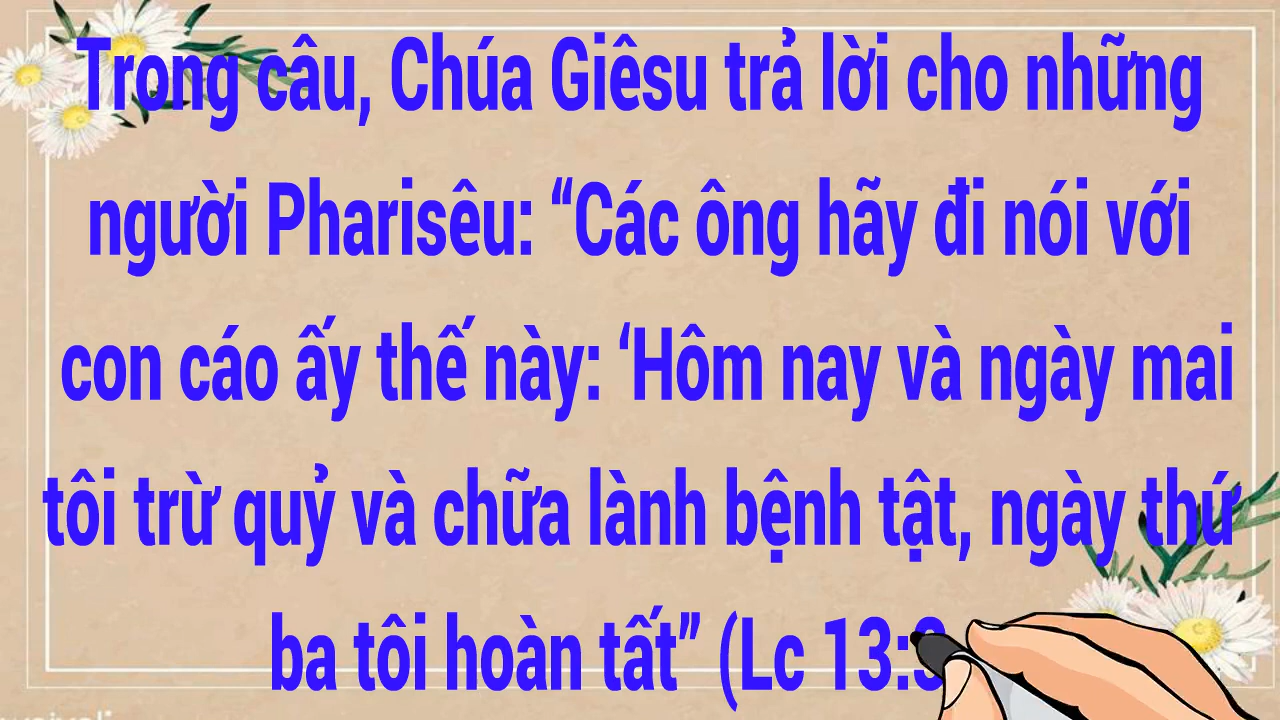 Trong câu, Chúa Giêsu trả lời cho những
người Pharisêu: “Các ông hãy đi nói với
con cáo ấy thế này: ‘Hôm nay và ngày mai
tôi trừ quỷ và chữa lành bệnh tật, ngày thứ
ba tôi hoàn tất” (Lc 13:3